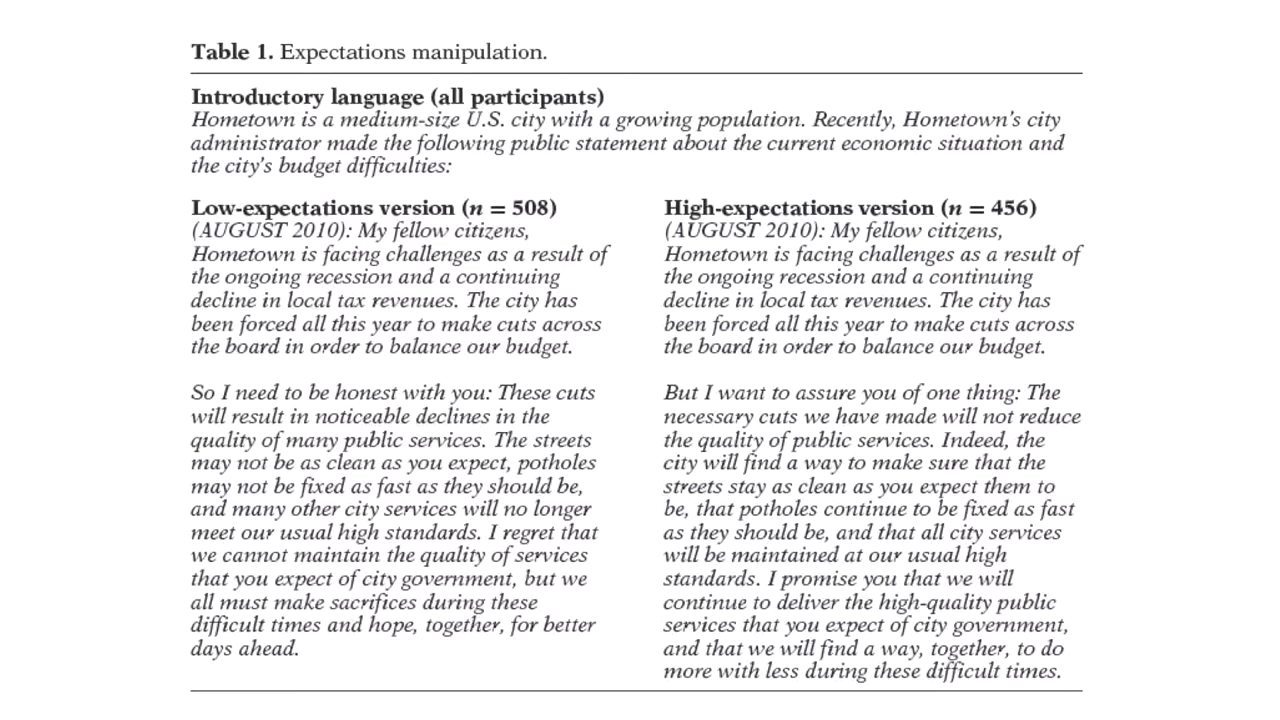 Table 1. Expectations manipulation.
Introductory language (all participants)
Hometown is a medium-size U.S. city with a growing population. Recently, Hometown's city
administrator made the following public statement about the current economic situation and
the city's budget difficulties:
Low-expectations version (n = 508)
(AUGUST 2010): My fellow citizens,
Hometown is facing challenges as a result of
the ongoing recession and a continuing
decline in local tax revenues. The city has
been forced all this year to make cuts across
the board in order to balance our budget.
So I need to be honest with you: These cuts
will result in noticeable declines in the
quality of many public services. The streets
may not be as clean as you expect, potholes
may not be fixed as fast as they should be,
and many other city services will no longer
meet our usual high standards. I regret that
we cannot maintain the quality of services
that you expect of city government, but we
all must make sacrifices during these
difficult times and hope, together, for better
days ahead.
High-expectations version (n = 456)
(AUGUST 2010): My fellow citizens,
Hometown is facing challenges as a result of
the ongoing recession and a continuing
decline in local tax revenues. The city has
been forced all this year to make cuts across
the board in order to balance our budget.
But I want to assure you of one thing: The
necessary cuts we have made will not reduce
the quality of public services. Indeed, the
city will find a way to make sure that the
streets stay as clean as you expect them to
be, that potholes continue to be fixed as fast
as they should be, and that all city services
will be maintained at our usual high
standards. I promise you that we will
continue to deliver the high-quality public
services that you expect of city government,
and that we will find a way, together, to do
more with less during these difficult times.